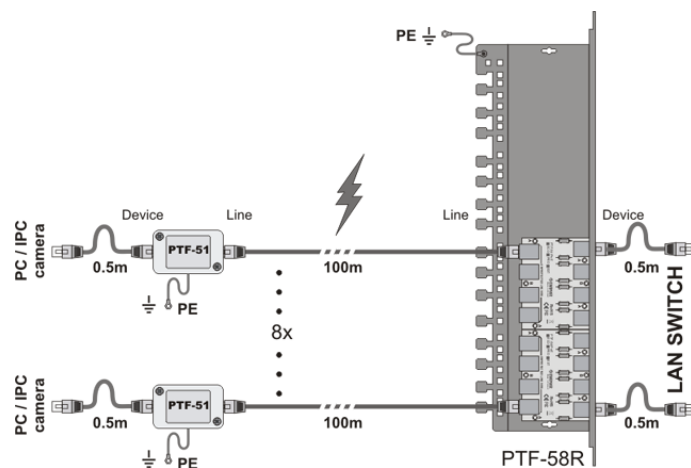 PE
Device
Line
Line
Device
PC / IPC
camera
PTF-51
0.5m
PE
100m
0.5m
8x
LAN SWITCH
PC / IPC
camera
PTF-51
0.5m
PE
100m
0.5m
PTF-58R